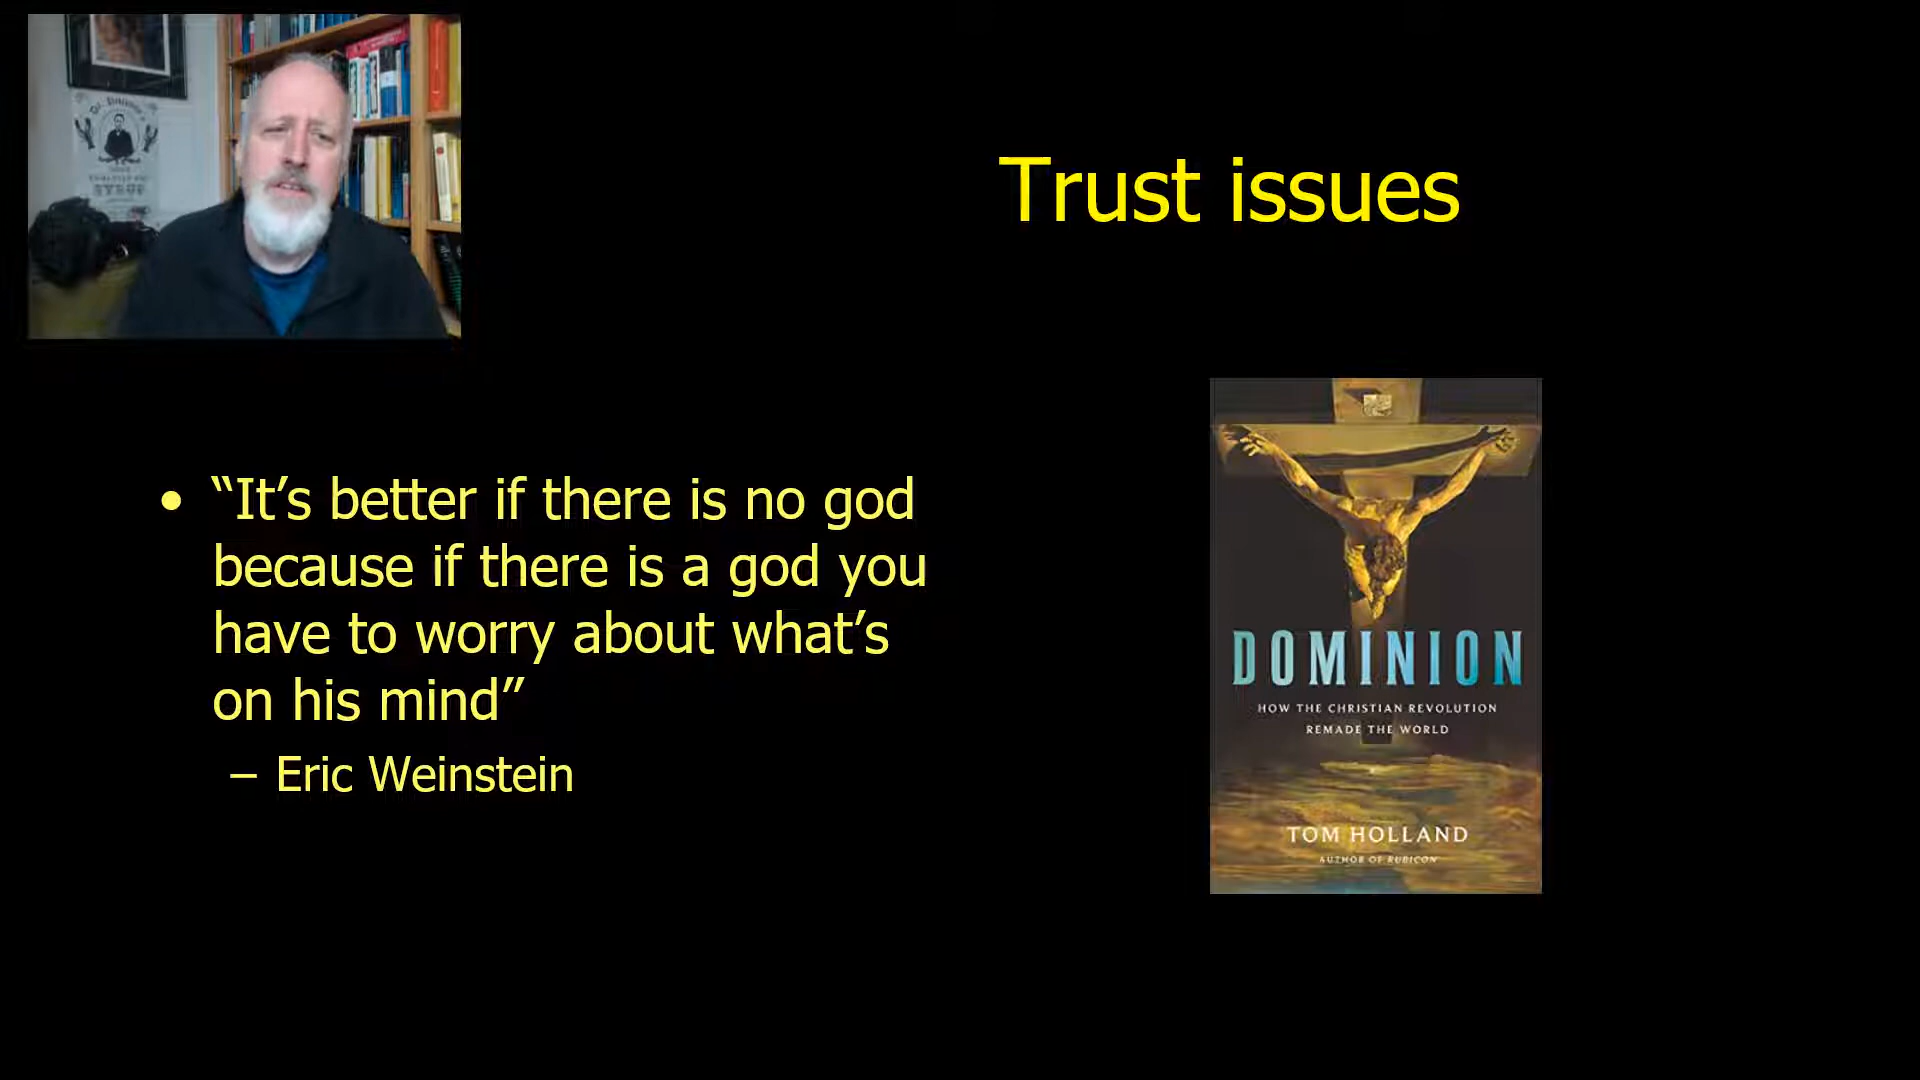 Trust issues
• “It’s better if there is no god
because if there is a god you
have to worry about what’s
on his mind”
– Eric Weinstein
DOMINION
HOW THE CHRISTIAN REVOLUTION
REMADE THE WORLD
TOM HOLLAND
AUTHOR OF RUBICON